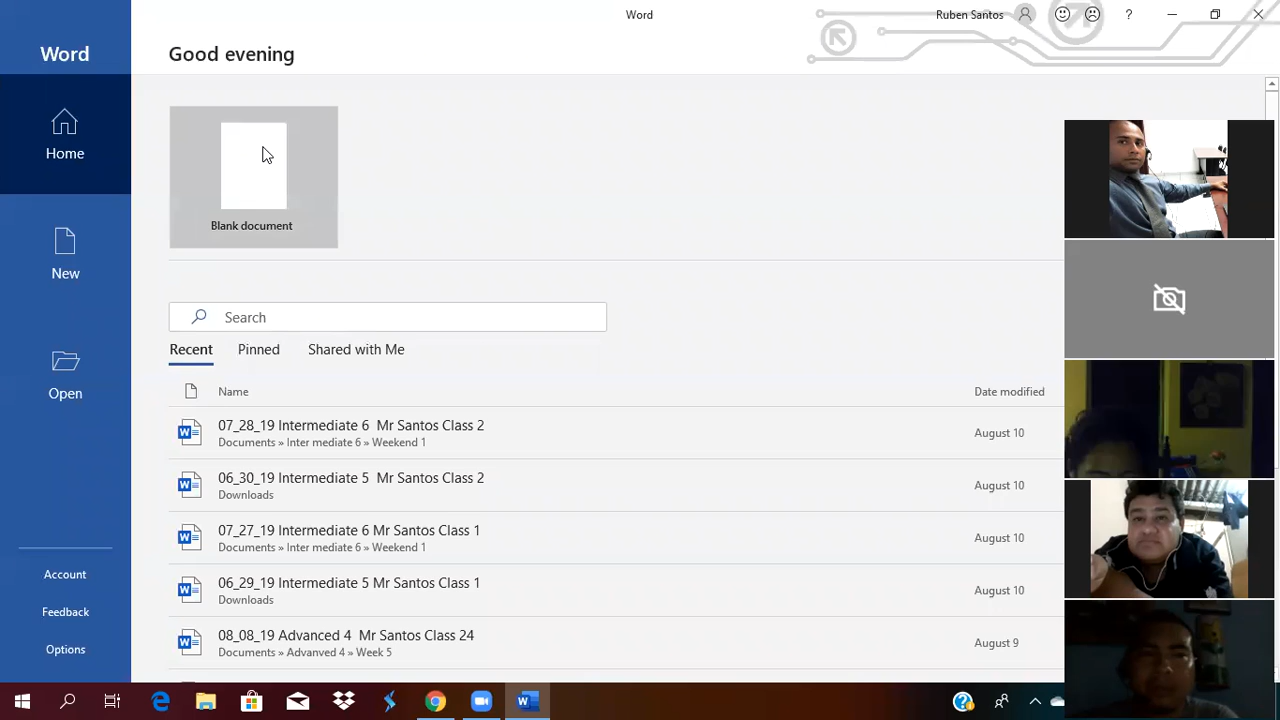 Word
Ruben Santos
?
Word
Good evening
Home
New
Open
Account
Feedback
Options
Blank document
Search
Recent Pinned Shared with Me
Name Date modified
07_28_19 Intermediate 6  Mr Santos Class 2
Documents » Inter mediate 6 » Weekend 1
August 10
06_30_19 Intermediate 5  Mr Santos Class 2
Downloads
August 10
07_27_19 Intermediate 6 Mr Santos Class 1
Documents » Inter mediate 6 » Weekend 1
August 10
06_29_19 Intermediate 5 Mr Santos Class 1
Downloads
August 10
08_08_19 Advanced 4  Mr Santos Class 24
Documents » Advanved 4 » Week 5
August 9